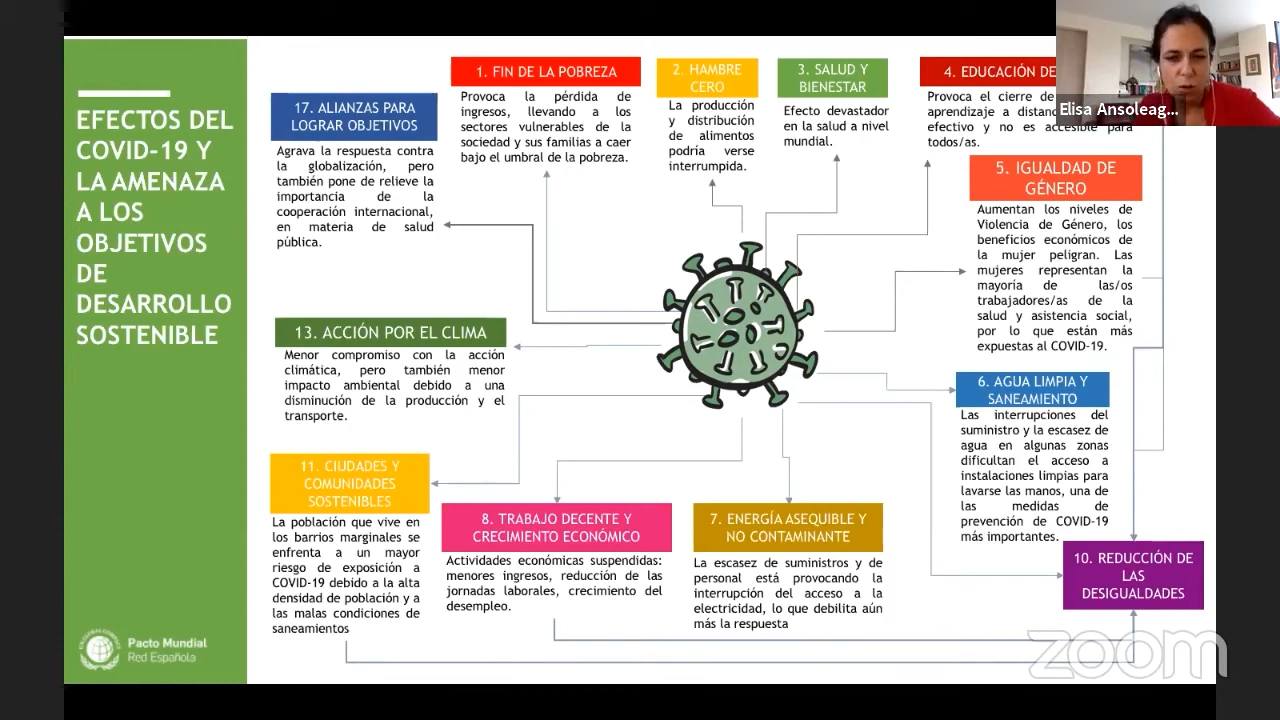 EFECTOS DEL
COVID-19 Y
LA AMENAZA
A LOS
OBJETIVOS
DE
DESARROLLO
SOSTENIBLE
Pacto Mundial
Red Española
17. ALIANZAS PARA
LOGRAR OBJETIVOS
Agrava la respuesta contra
la globalización, pero
también pone de relieve la
importancia de la
cooperación internacional,
en materia de salud
pública.
1. FIN DE LA POBREZA
Provoca la pérdida de
ingresos, llevando a los
sectores vulnerables de la
sociedad y sus familias a caer
bajo el umbral de la pobreza.
2. HAMBRE
CERO
La producción
y distribución
de alimentos
podría verse
interrumpida.
3. SALUD Y
BIENESTAR
Efecto devastador
en la salud a nivel
mundial.
4. EDUCACIÓN DE
Provoca el cierre de
aprendizaje a distanc
efectivo y no es accesible para
todos/as.
Elisa Ansoleag...
5. IGUALDAD DE
GÉNERO
Aumentan los niveles de
Violencia de Género, los
beneficios económicos de
la mujer peligran. Las
mujeres representan la
mayoría de las/os
trabajadores/as de la
salud y asistencia social,
por lo que están más
expuestas al COVID-19.
13. ACCIÓN POR EL CLIMA
Menor compromiso con la acción
climática, pero también menor
impacto ambiental debido a una
disminución de la producción y el
transporte.
6. AGUA LIMPIA Y
SANEAMIENTO
Las interrupciones del
suministro y la escasez de
agua en algunas zonas
dificultan el acceso a
instalaciones limpias para
lavarse las manos, una de
las medidas de
prevención de COVID-19
más importantes.
11. CIUDADES Y
COMUNIDADES
SOSTENIBLES
La población que vive en
los barrios marginales se
enfrenta a un mayor
riesgo de exposición a
COVID-19 debido a la alta
densidad de población y a
las malas condiciones de
saneamientos
8. TRABAJO DECENTE Y
CRECIMIENTO ECONÓMICO
Actividades económicas suspendidas:
menores ingresos, reducción de las
jornadas laborales, crecimiento del
desempleo.
7. ENERGÍA ASEQUIBLE Y
NO CONTAMINANTE
La escasez de suministros y de
personal está provocando la
interrupción del acceso a la
electricidad, lo que debilita aún
más la respuesta
10. REDUCCIÓN DE
LAS
DESIGUALDADES
zoom